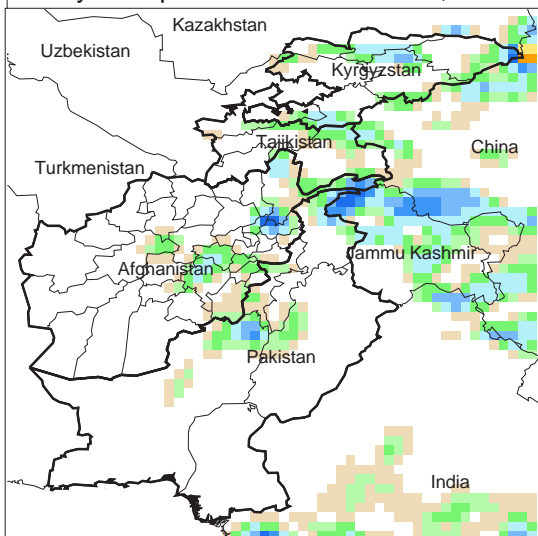 Kazakhstan
Uzbekistan
Kyrgyzstan
Tajikistan
China
Turkmenistan
Jammu Kashmir
Afghanistan
Pakistan
India